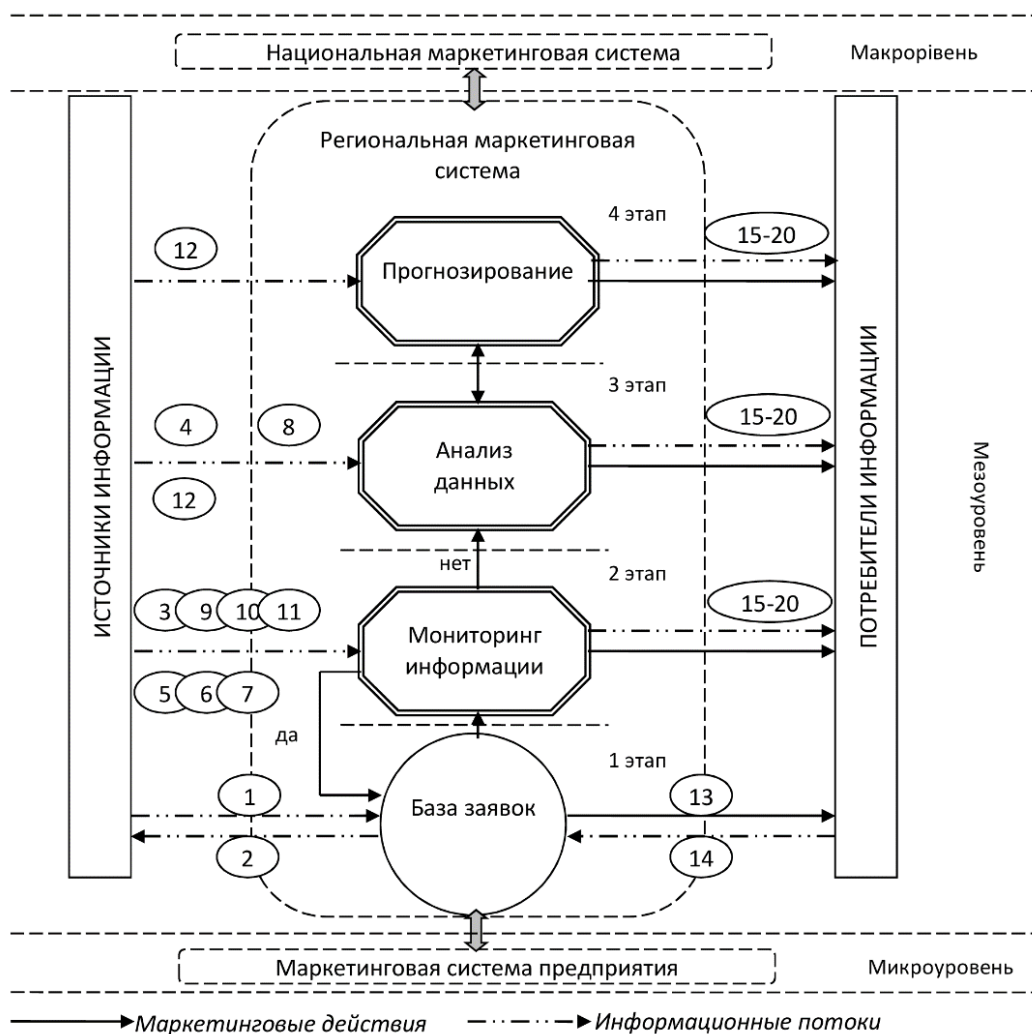 Национальная маркетинговая система
Макрорівень
Региональная маркетинговая
система
4 этап
12
15-20
Прогнозирование
3 этап
4
8
15-20
Анализ
данных
12
ИСТОЧНИКИ ИНФОРМАЦИИ
ПОТРЕБИТЕЛИ ИНФОРМАЦИИ
Мезоуровень
нет
2 этап
3
9
10
11
15-20
Мониторинг
информации
5
6
7
да
1 этап
1
База заявок
13
2
14
Маркетинговая система предприятия
Микроуровень
Маркетинговые действия
Информационные потоки